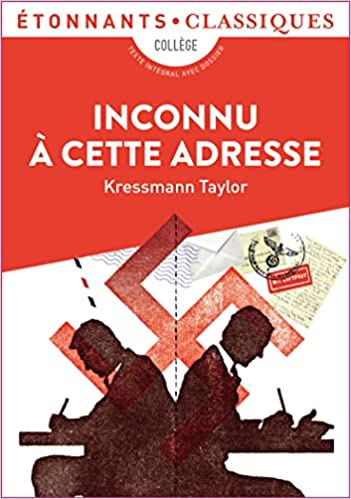 ÉTONNANTS•CLASSIQUES
COLLÈGE
TEXTE INTÉGRAL AVEC DOSSIER
INCONNU
À CETTE ADRESSE
Kressmann Taylor